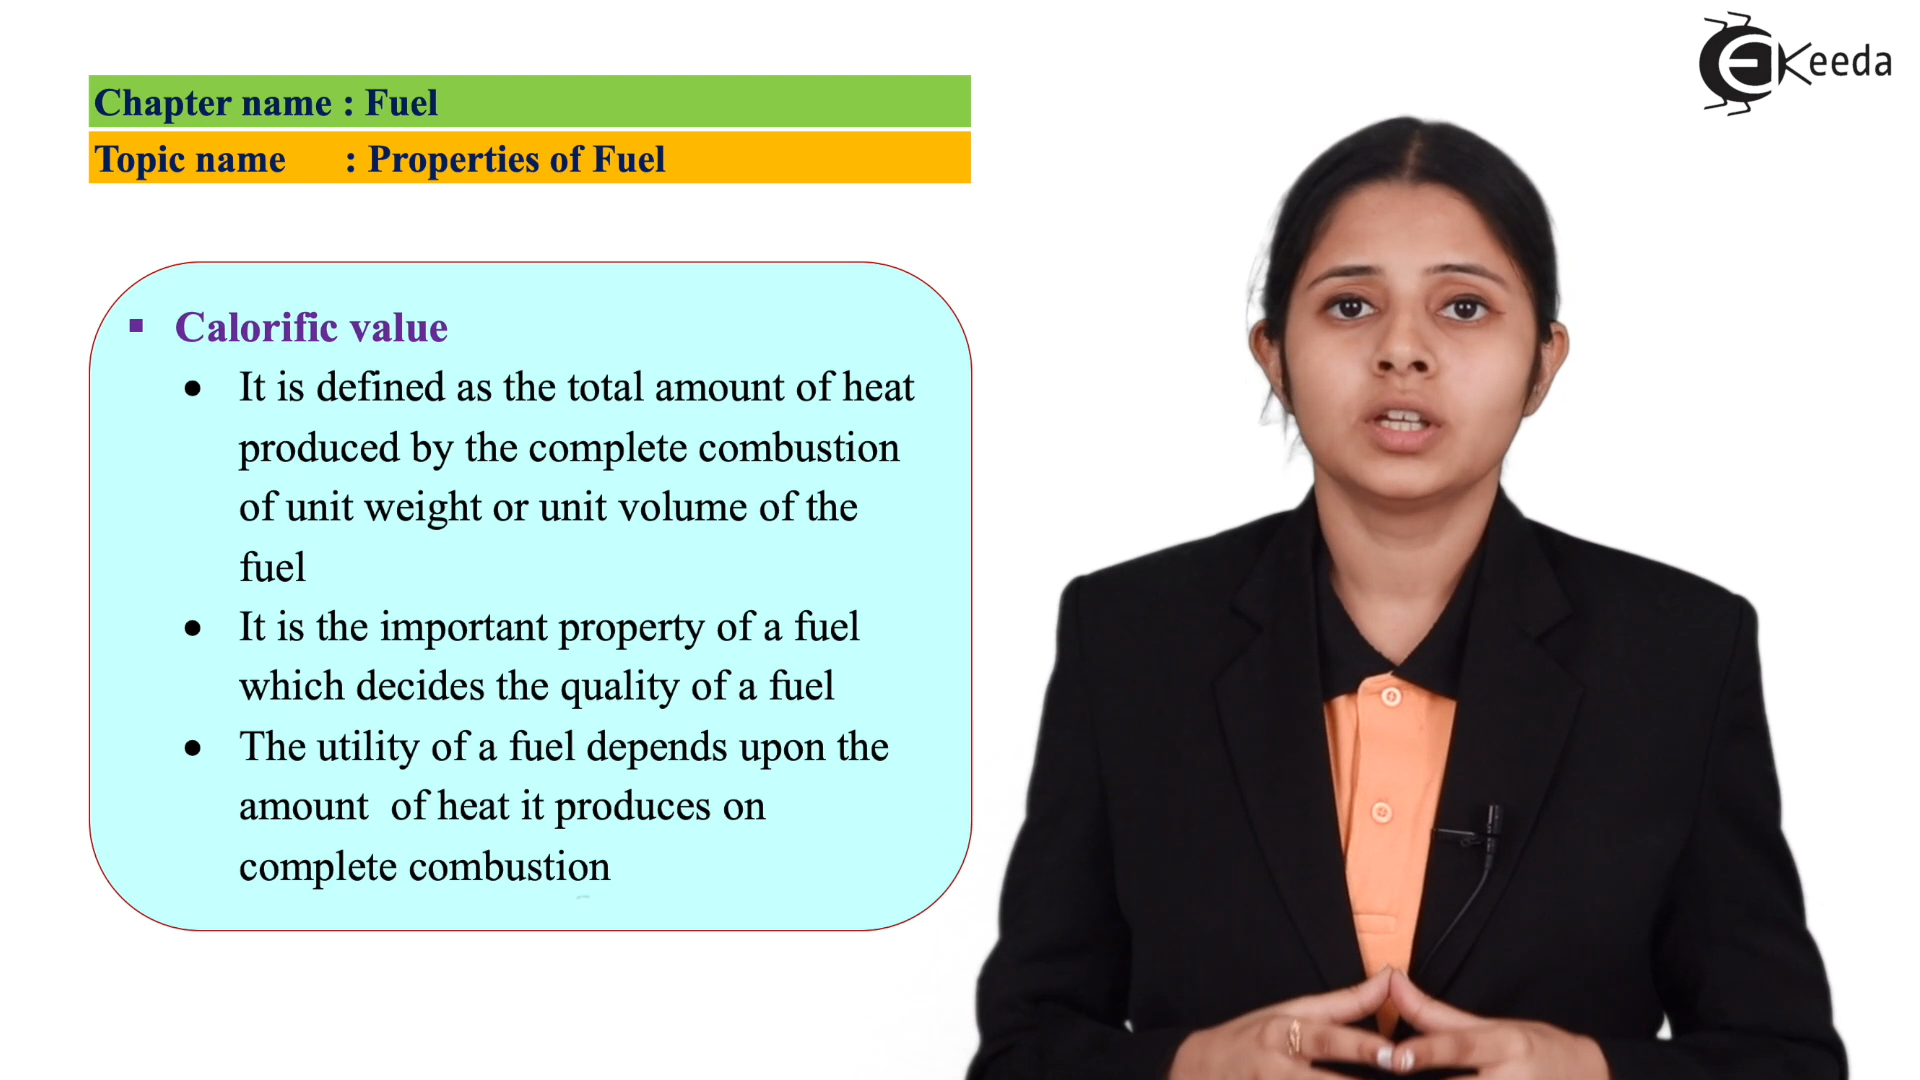 EKeeda
Chapter name : Fuel
Topic name : Properties of Fuel
▪ Calorific value
● It is defined as the total amount of heat
produced by the complete combustion
of unit weight or unit volume of the
fuel
● It is the important property of a fuel
which decides the quality of a fuel
● The utility of a fuel depends upon the
amount of heat it produces on
complete combustion